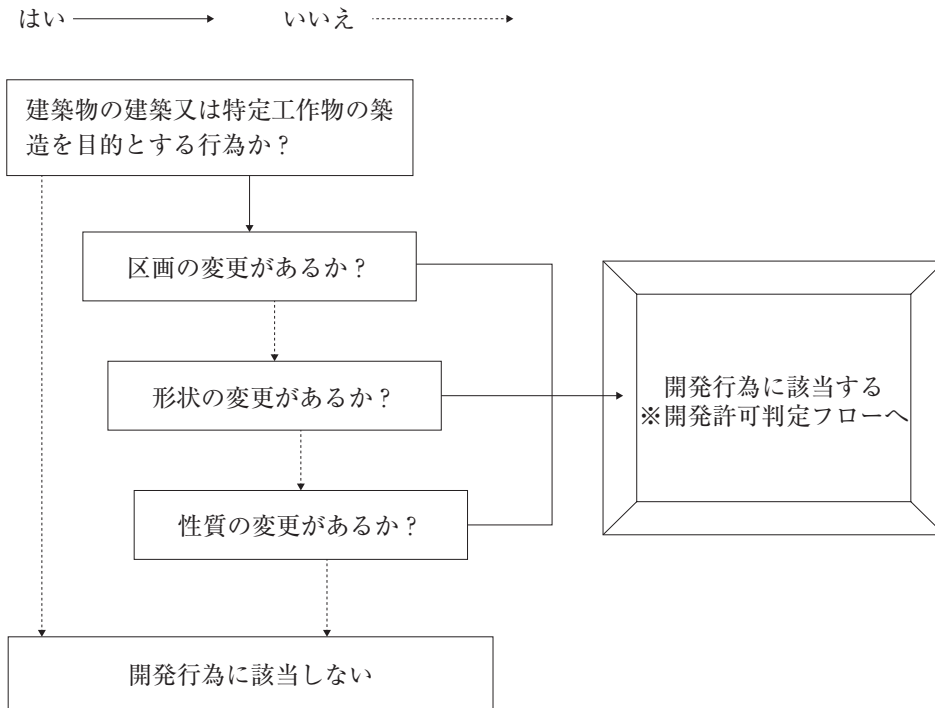 はい
いいえ
建築物の建築又は特定工作物の築
造を目的とする行為か？
区画の変更があるか？
形状の変更があるか？
開発行為に該当する
※開発許可判定フローへ
性質の変更があるか？
開発行為に該当しない